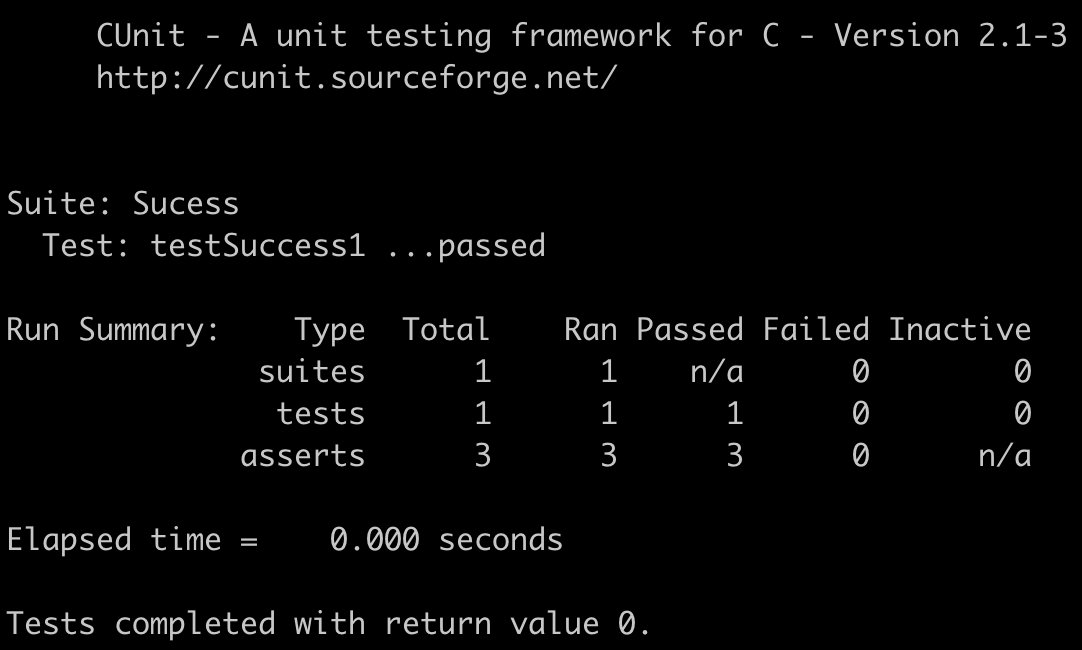 CUnit - A unit testing framework for C - Version 2.1-3
http://cunit.sourceforge.net/
Suite: Sucess
Test: testSuccess1 ...passed
Run Summary: Type Total Ran Passed Failed Inactive
suites 1 1 n/a 0 0
tests 1 1 1 0 0
asserts 3 3 3 0 n/a
Elapsed time = 0.000 seconds
Tests completed with return value 0.